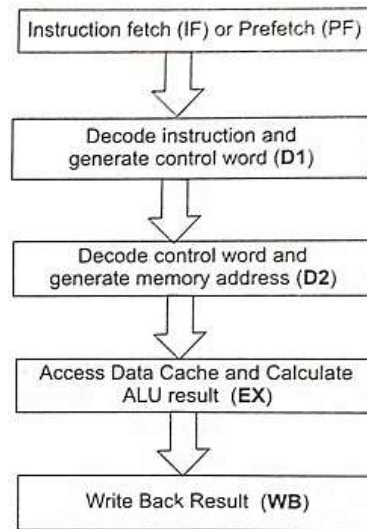 Instruction fetch (IF) or Prefetch (PF)
Decode instruction and
generate control word (D1)
Decode control word and
generate memory address (D2)
Access Data Cache and Calculate
ALU result (EX)
Write Back Result (WB)